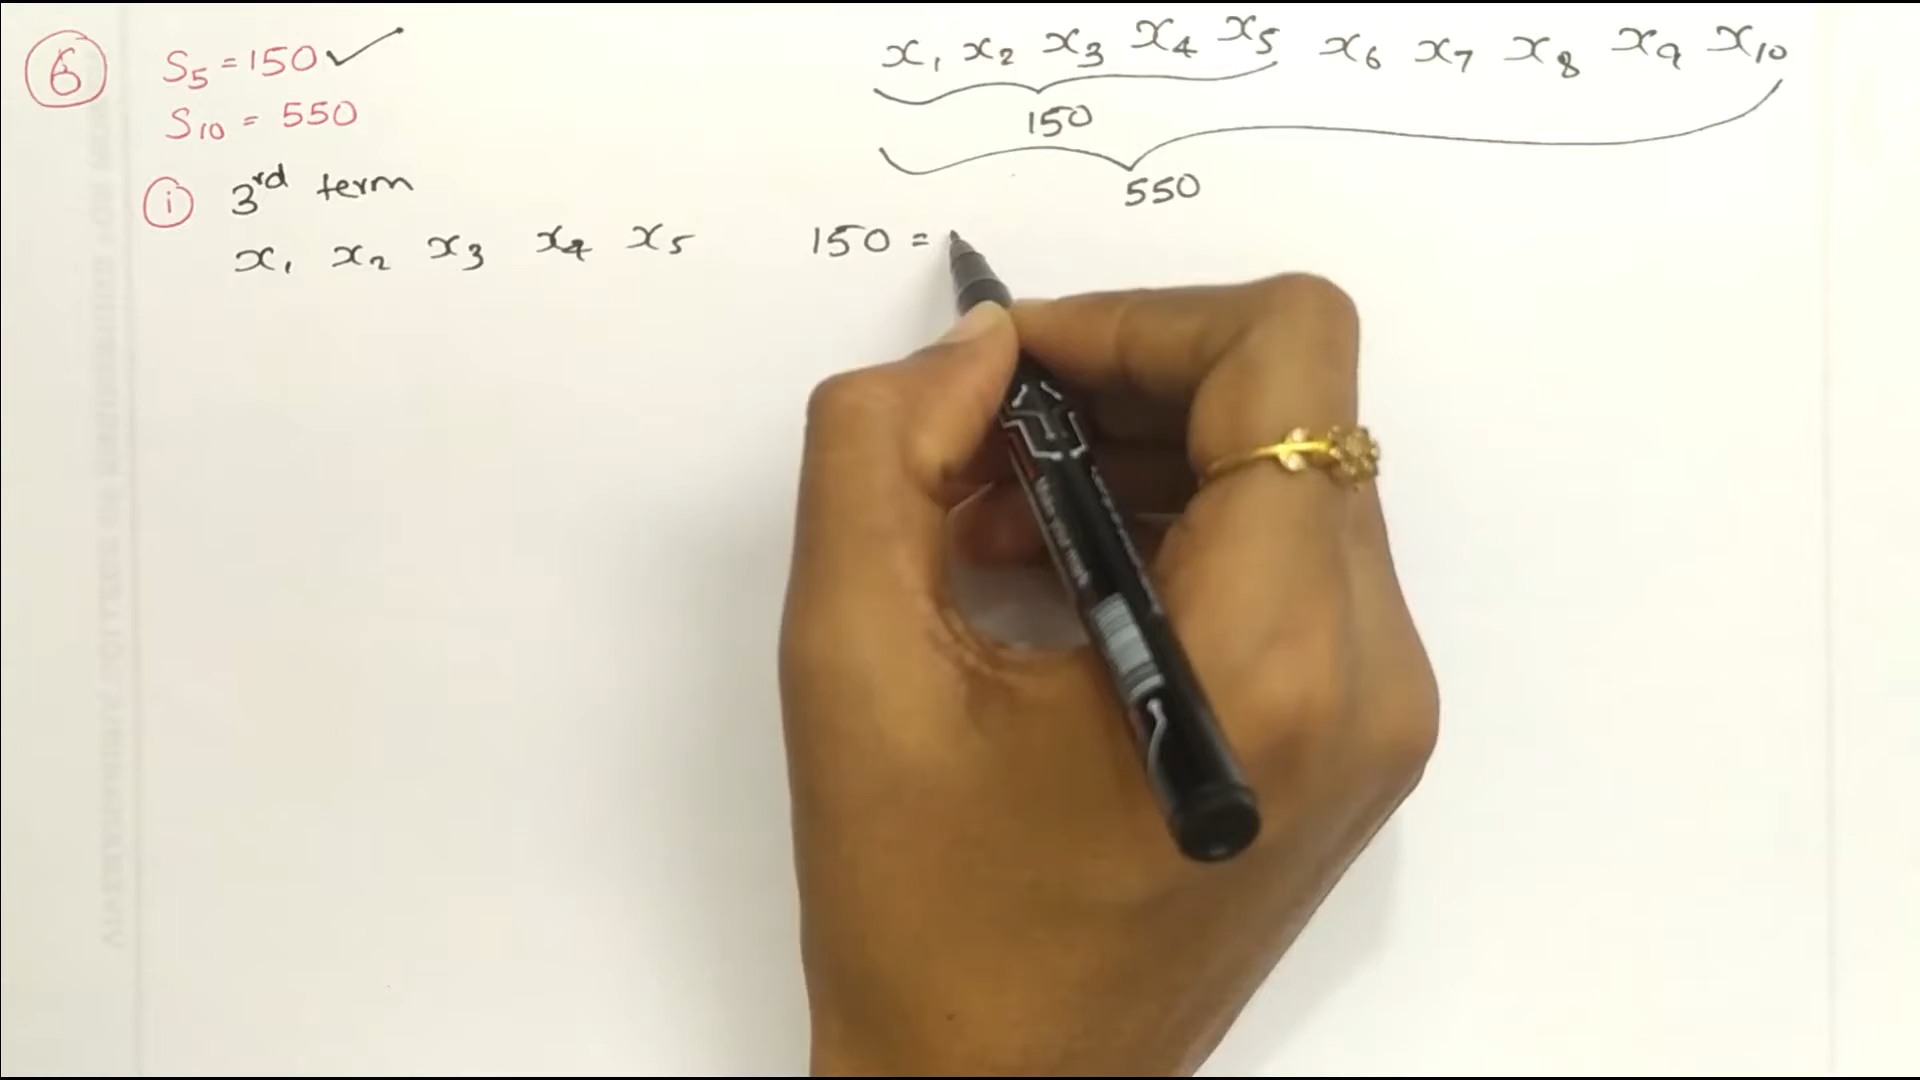 6 S5 = 150 ✓
S10 = 550
x1 x2 x3 x4 x5 x6 x7 x8 x9 x10
150
550
i 3rd term
x1 x2 x3 x4 x5 150 =